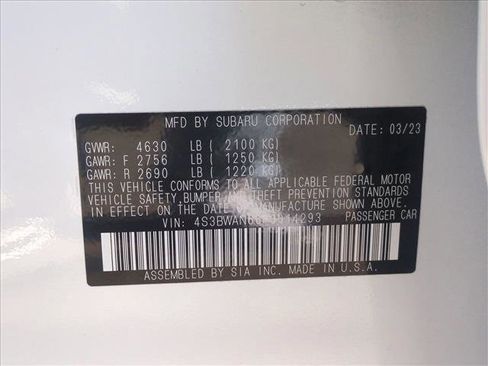 MFD BY SUBARU CORPORATION
DATE: 03/23
GVWR: 4630 LB ( 2100 KG)
GAWR: F 2756 LB ( 1250 KG)
GAWR: R 2690 LB ( 1220 KG)
THIS VEHICLE CONFORMS TO ALL APPLICABLE FEDERAL MOTOR
VEHICLE SAFETY, BUMPER, AND THEFT PREVENTION STANDARDS
IN EFFECT ON THE DATE OF MANUFACTURE SHOWN ABOVE.
VIN: PASSENGER CAR
ASSEMBLED BY SIA INC. MADE IN U.S.A.